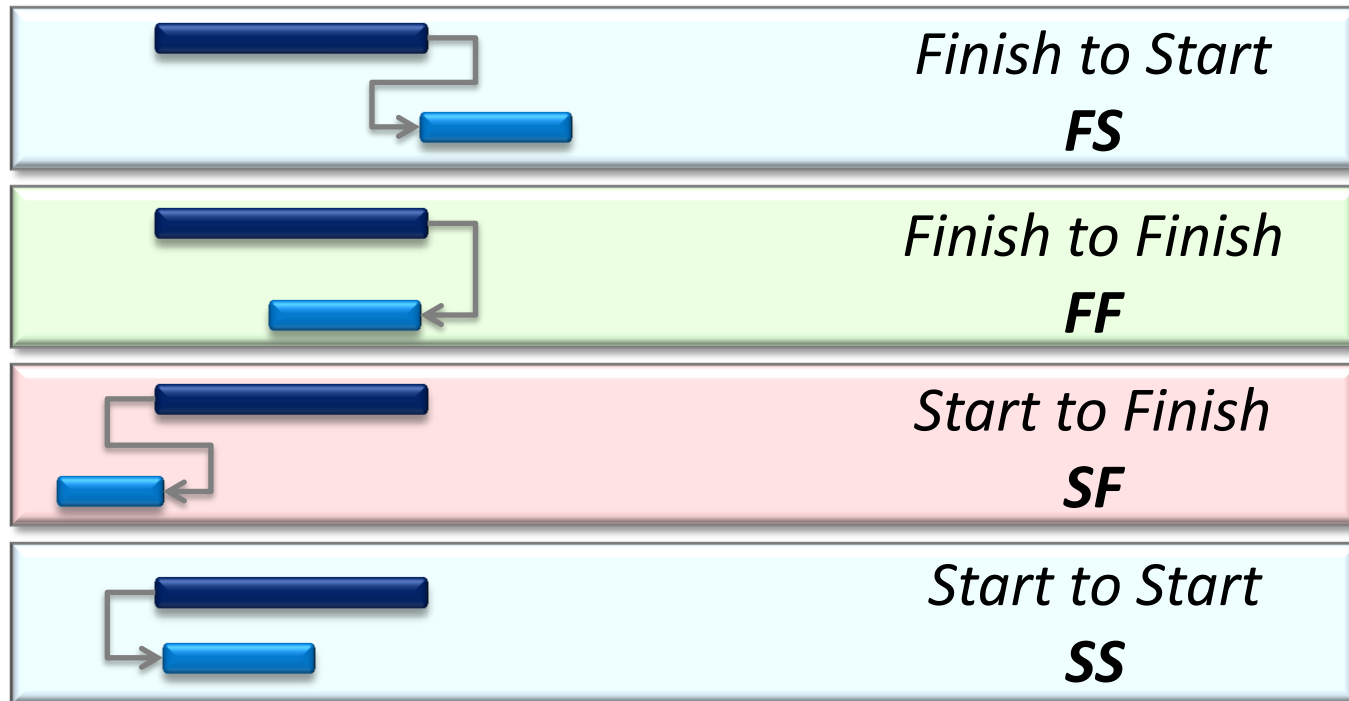 Finish to Start
FS
Finish to Finish
FF
Start to Finish
SF
Start to Start
SS